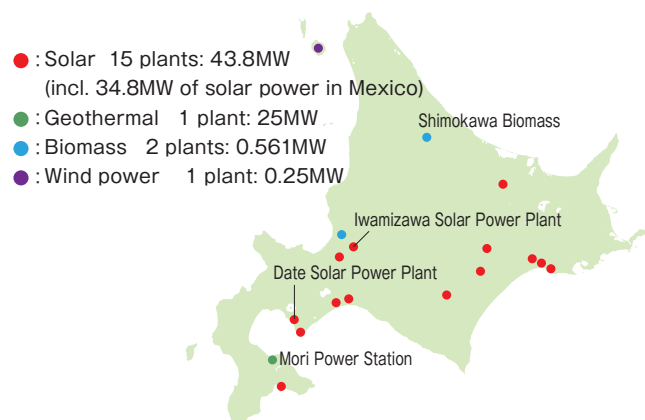 : Solar 15 plants: 43.8MW
(incl. 34.8MW of solar power in Mexico)
: Geothermal 1 plant: 25MW
: Biomass 2 plants: 0.561MW
: Wind power 1 plant: 0.25MW
Shimokawa Biomass
Iwamizawa Solar Power Plant
Date Solar Power Plant
Mori Power Station